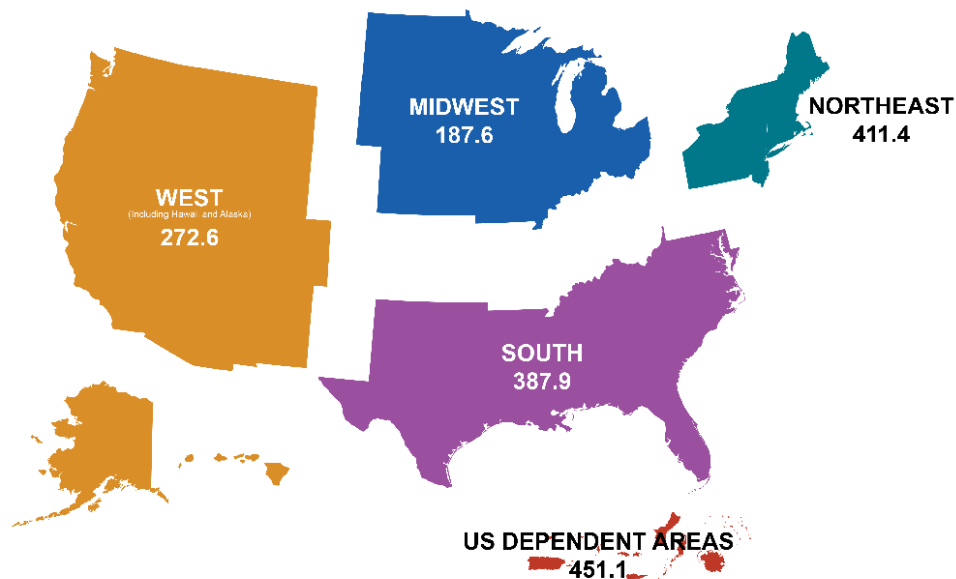 MIDWEST
187.6
NORTHEAST
411.4
WEST
(Including Hawaii and Alaska)
272.6
SOUTH
387.9
US DEPENDENT AREAS
451.1